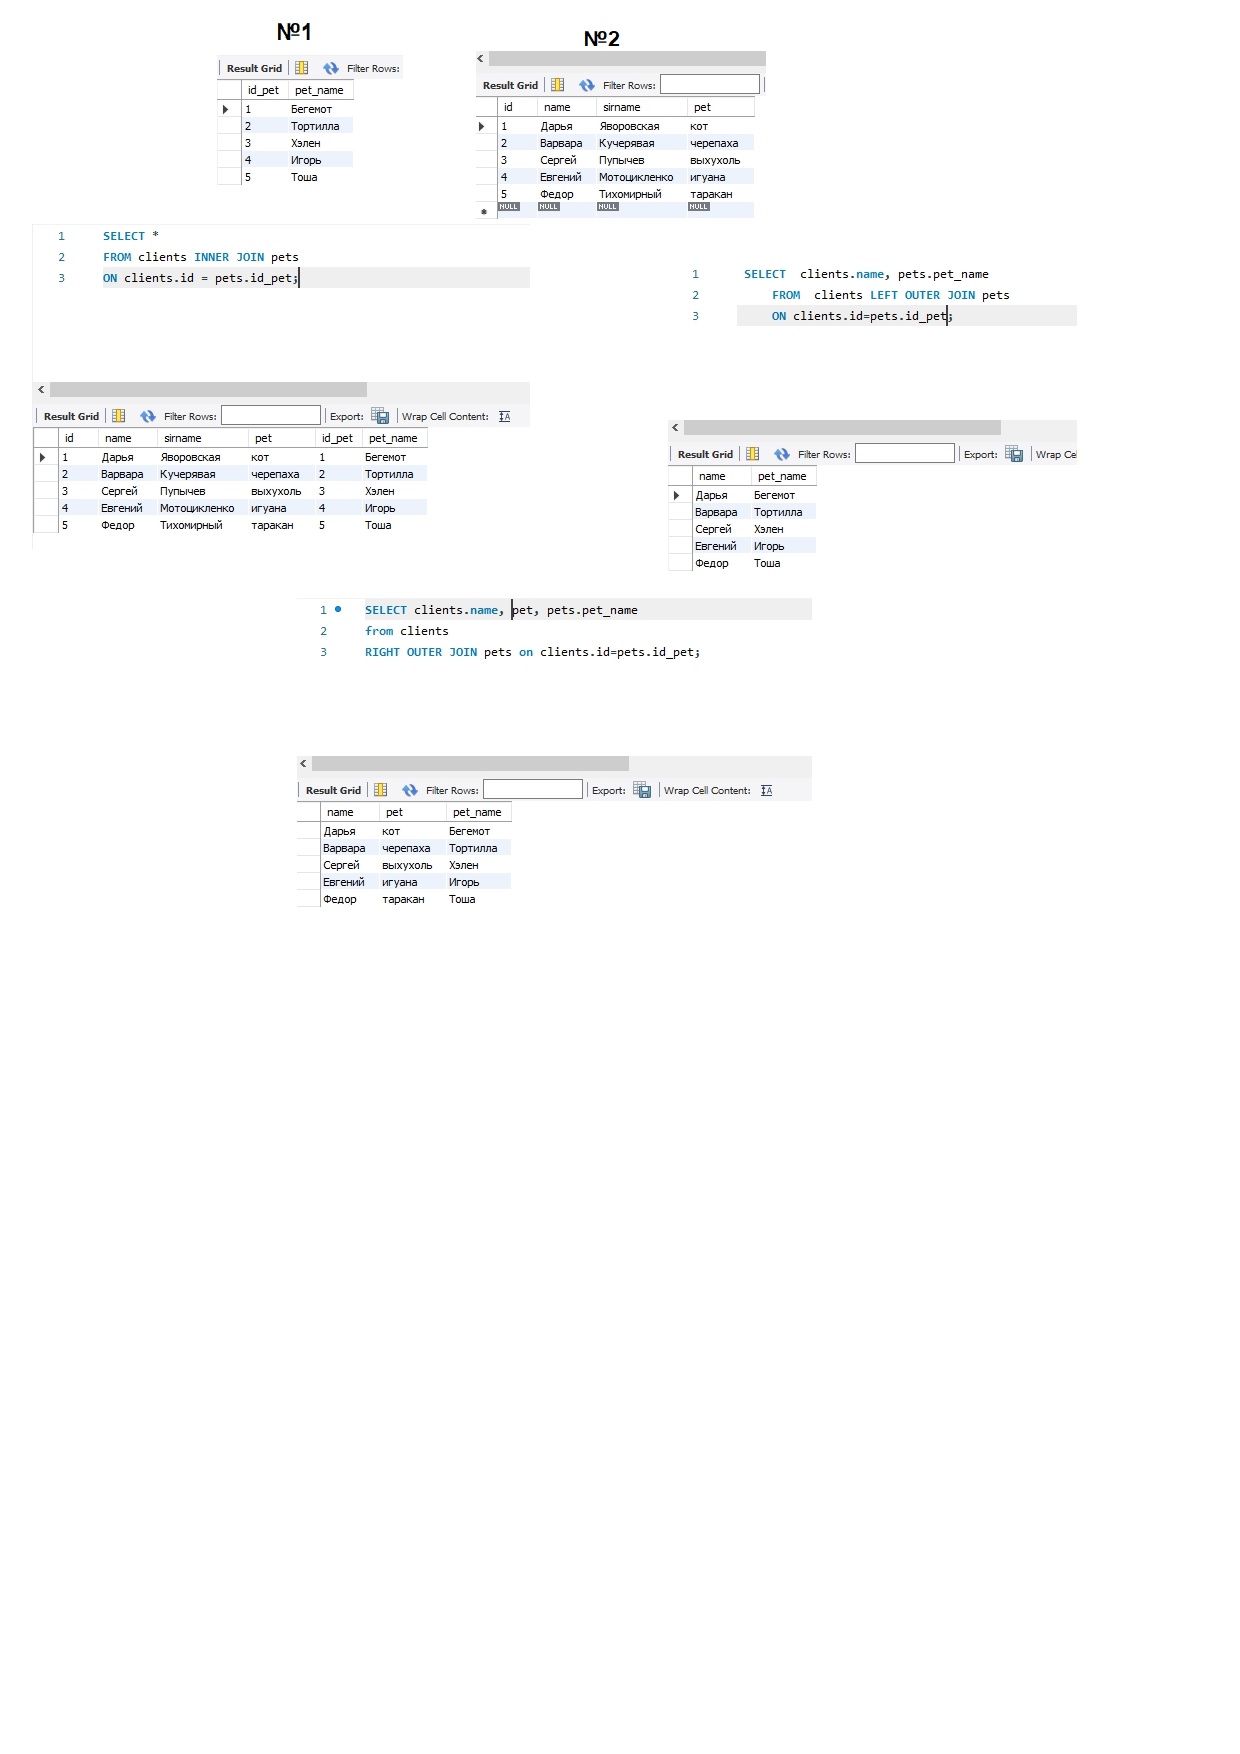 №1
№2
Result Grid Filter Rows:
id_pet pet_name
1 Бегемот
2 Тортилла
3 Хэлен
4 Игорь
5 Тоша
Result Grid Filter Rows:
id name sirname pet
1 Дарья Яворовская кот
2 Варвара Кучерявая черепаха
3 Сергей Пупычев выхухоль
4 Евгений Мотоцикленко игуана
5 Федор Тихомирный таракан
NULL NULL NULL NULL
1 SELECT *
2 FROM clients INNER JOIN pets
3 ON clients.id = pets.id_pet;
1 SELECT clients.name, pets.pet_name
2 FROM clients LEFT OUTER JOIN pets
3 ON clients.id=pets.id_pet;
Result Grid Filter Rows: Export: Wrap Cell Content:
id name sirname pet id_pet pet_name
1 Дарья Яворовская кот 1 Бегемот
2 Варвара Кучерявая черепаха 2 Тортилла
3 Сергей Пупычев выхухоль 3 Хэлен
4 Евгений Мотоцикленко игуана 4 Игорь
5 Федор Тихомирный таракан 5 Тоша
Result Grid Filter Rows: Export: Wrap Ce
name pet_name
Дарья Бегемот
Варвара Тортилла
Сергей Хэлен
Евгений Игорь
Федор Тоша
1 SELECT clients.name, pet, pets.pet_name
2 from clients
3 RIGHT OUTER JOIN pets on clients.id=pets.id_pet;
Result Grid Filter Rows: Export: Wrap Cell Content:
name pet pet_name
Дарья кот Бегемот
Варвара черепаха Тортилла
Сергей выхухоль Хэлен
Евгений игуана Игорь
Федор таракан Тоша